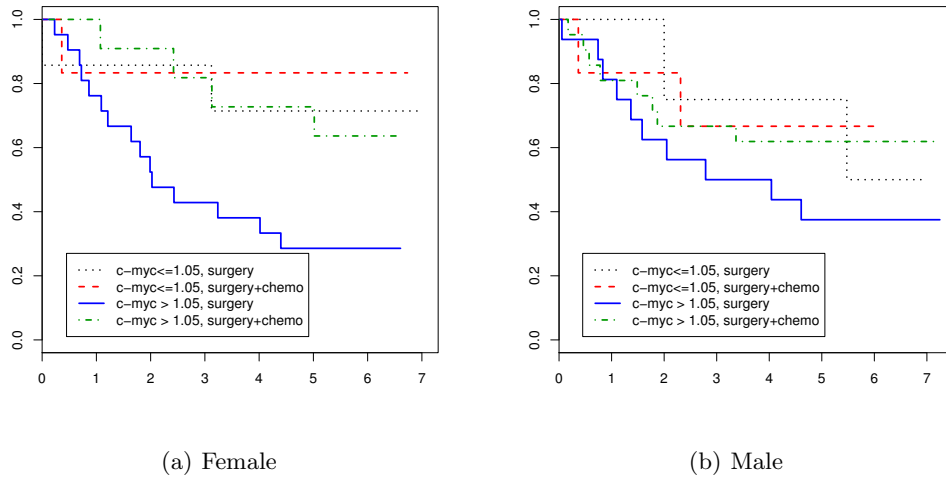 1.0
0.8
0.6
0.4
0.2
0.0
c-myc<=1.05, surgery
c-myc<=1.05, surgery+chemo
c-myc > 1.05, surgery
c-myc > 1.05, surgery+chemo
0 1 2 3 4 5 6 7
(a) Female
1.0
0.8
0.6
0.4
0.2
0.0
c-myc<=1.05, surgery
c-myc<=1.05, surgery+chemo
c-myc > 1.05, surgery
c-myc > 1.05, surgery+chemo
0 1 2 3 4 5 6 7
(b) Male